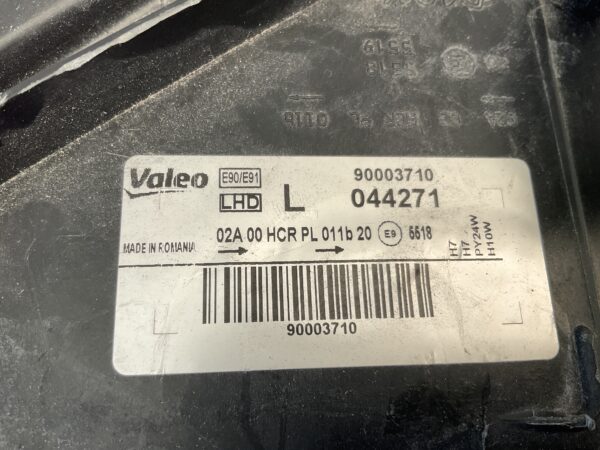 Valeo E90/E91 L 90003710
LHD 044271
02A 00 HCR PL 011b 20 E9 5518
MADE IN ROMANIA
H7
H7
PY24W
H10W
90003710